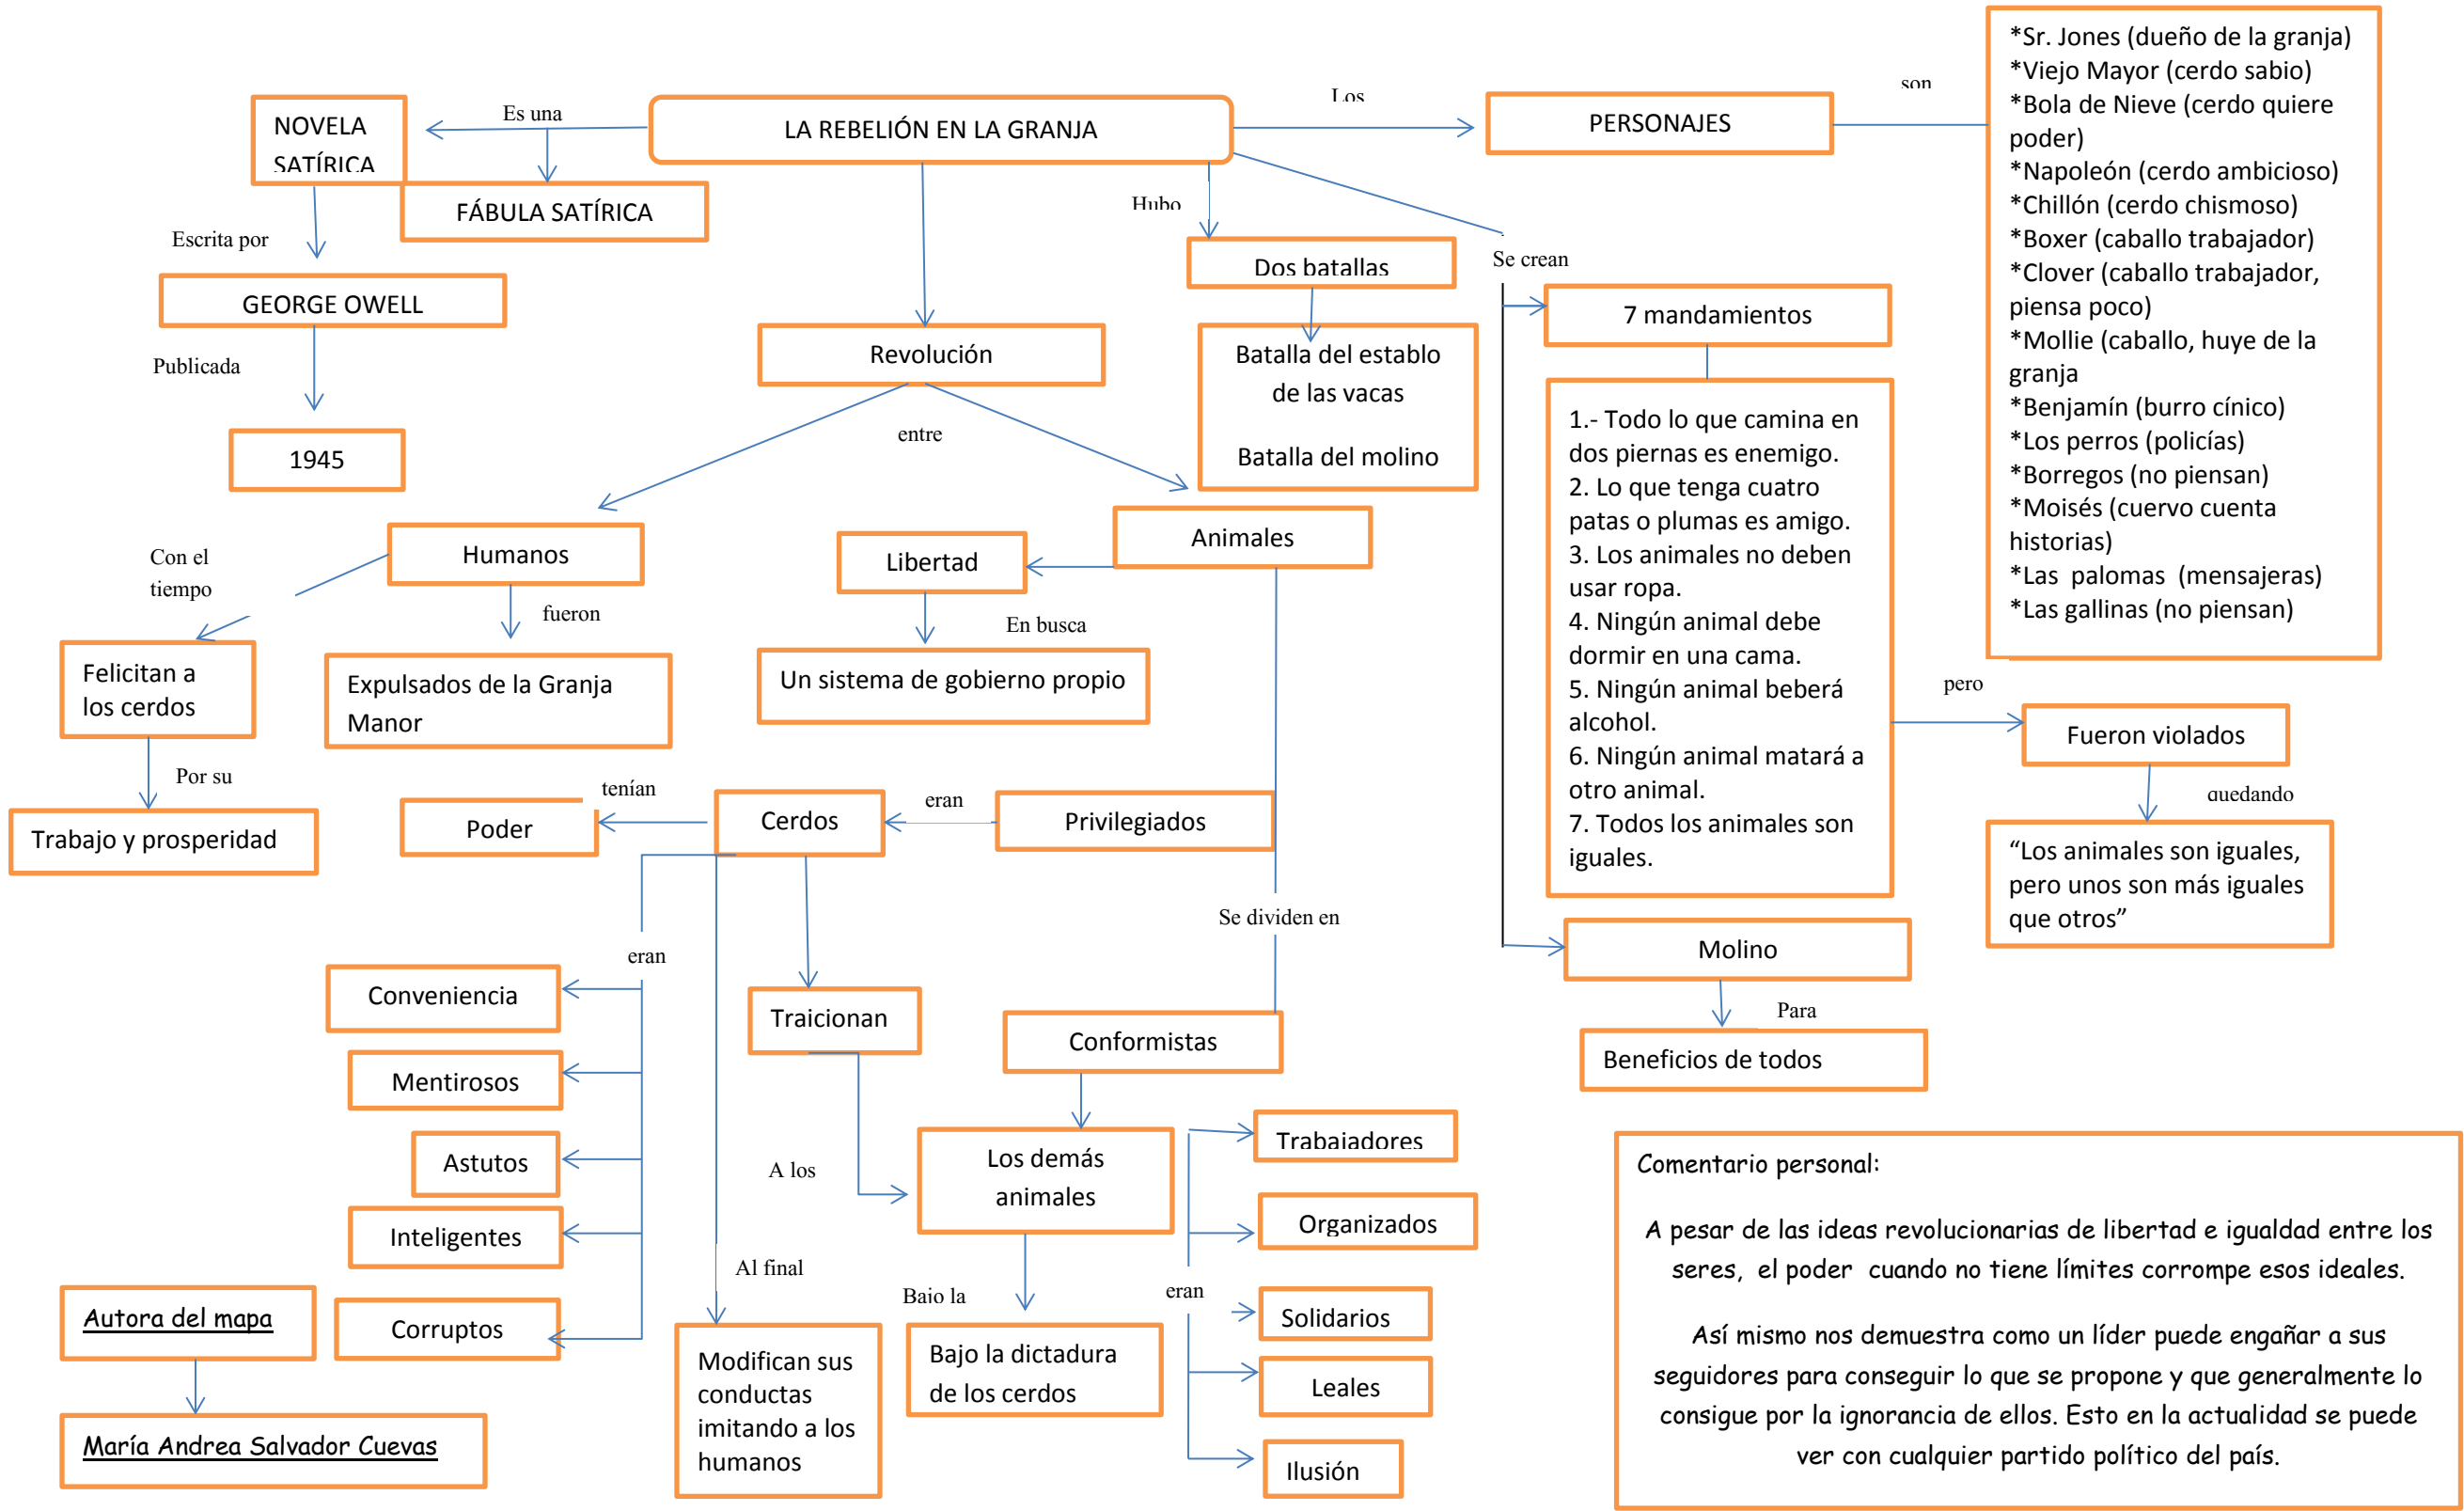 LA REBELIÓN EN LA GRANJA
Es una
NOVELA
SATÍRICA
FÁBULA SATÍRICA
Escrita por
GEORGE OWELL
Publicada
1945
Los
PERSONAJES
son
*Sr. Jones (dueño de la granja)
*Viejo Mayor (cerdo sabio)
*Bola de Nieve (cerdo quiere
poder)
*Napoleón (cerdo ambicioso)
*Chillón (cerdo chismoso)
*Boxer (caballo trabajador)
*Clover (caballo trabajador,
piensa poco)
*Mollie (caballo, huye de la
granja
*Benjamín (burro cínico)
*Los perros (policías)
*Borregos (no piensan)
*Moisés (cuervo cuenta
historias)
*Las palomas (mensajeras)
*Las gallinas (no piensan)
Hubo
Dos batallas
Batalla del establo
de las vacas
Batalla del molino
Se crean
7 mandamientos
1.- Todo lo que camina en
dos piernas es enemigo.
2. Lo que tenga cuatro
patas o plumas es amigo.
3. Los animales no deben
usar ropa.
4. Ningún animal debe
dormir en una cama.
5. Ningún animal beberá
alcohol.
6. Ningún animal matará a
otro animal.
7. Todos los animales son
iguales.
pero
Fueron violados
quedando
“Los animales son iguales,
pero unos son más iguales
que otros”
Molino
Para
Beneficios de todos
Revolución
entre
Humanos
Con el
tiempo
Felicitan a
los cerdos
Por su
Trabajo y prosperidad
fueron
Expulsados de la Granja
Manor
Animales
Libertad
En busca
Un sistema de gobierno propio
Se dividen en
Privilegiados
eran
Cerdos
tenían
Poder
eran
Conveniencia
Mentirosos
Astutos
Inteligentes
Corruptos
Traicionan
A los
Al final
Modifican sus
conductas
imitando a los
humanos
Conformistas
Los demás
animales
Bajo la
Bajo la dictadura
de los cerdos
eran
Trabajadores
Organizados
Solidarios
Leales
Ilusión
Autora del mapa
María Andrea Salvador Cuevas
Comentario personal:
A pesar de las ideas revolucionarias de libertad e igualdad entre los
seres, el poder cuando no tiene límites corrompe esos ideales.
Así mismo nos demuestra como un líder puede engañar a sus
seguidores para conseguir lo que se propone y que generalmente lo
consigue por la ignorancia de ellos. Esto en la actualidad se puede
ver con cualquier partido político del país.